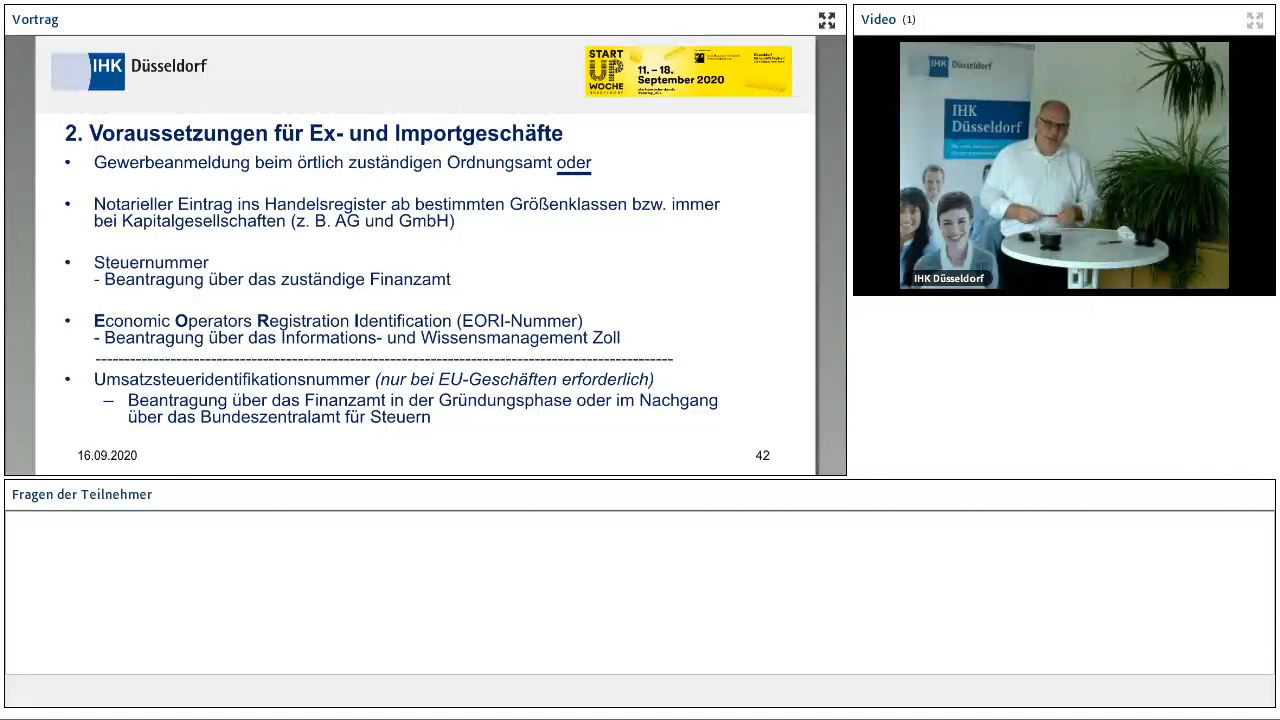 Vortrag
IHK Düsseldorf
START
UP
WOCHE
11. – 18.
September 2020
2. Voraussetzungen für Ex- und Importgeschäfte
• Gewerbeanmeldung beim örtlich zuständigen Ordnungsamt oder
• Notarieller Eintrag ins Handelsregister ab bestimmten Größenklassen bzw. immer
bei Kapitalgesellschaften (z. B. AG und GmbH)
• Steuernummer
- Beantragung über das zuständige Finanzamt
• Economic Operators Registration Identification (EORI-Nummer)
- Beantragung über das Informations- und Wissensmanagement Zoll
----------------------------------------------------------------------------------------------------
• Umsatzsteueridentifikationsnummer (nur bei EU-Geschäften erforderlich)
– Beantragung über das Finanzamt in der Gründungsphase oder im Nachgang
über das Bundeszentralamt für Steuern
16.09.2020
42
Video (1)
IHK Düsseldorf
IHK
Düsseldorf
IHK Düsseldorf
Fragen der Teilnehmer